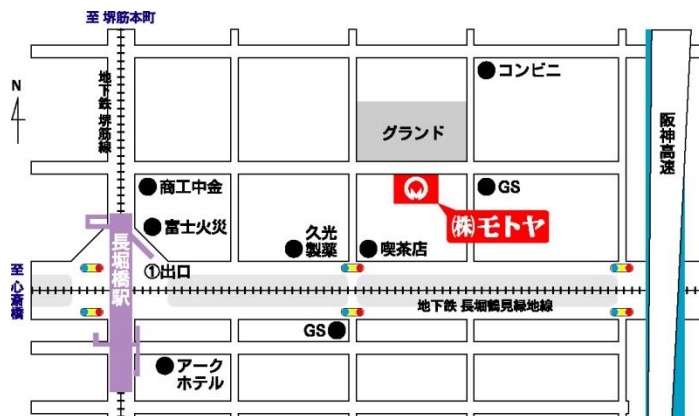 至 堺筋本町
N
地下鉄 堺筋線
コンビニ
グランド
阪神高速
商工中金
GS
富士火災
㈱モトヤ
久光
製薬
喫茶店
長堀橋駅
①出口
至 心斎橋
地下鉄 長堀鶴見緑地線
GS
アーク
ホテル